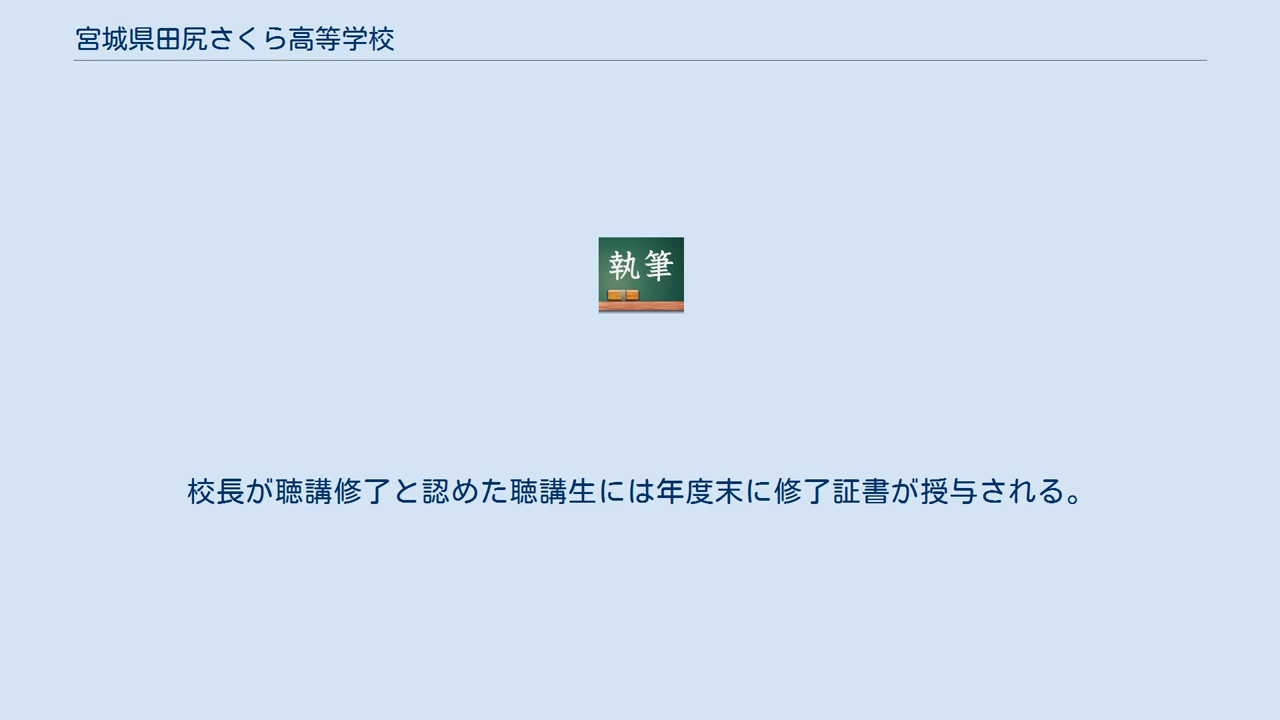 宮城県田尻さくら高等学校
執筆
校長が聴講修了と認めた聴講生には年度末に修了証書が授与される。